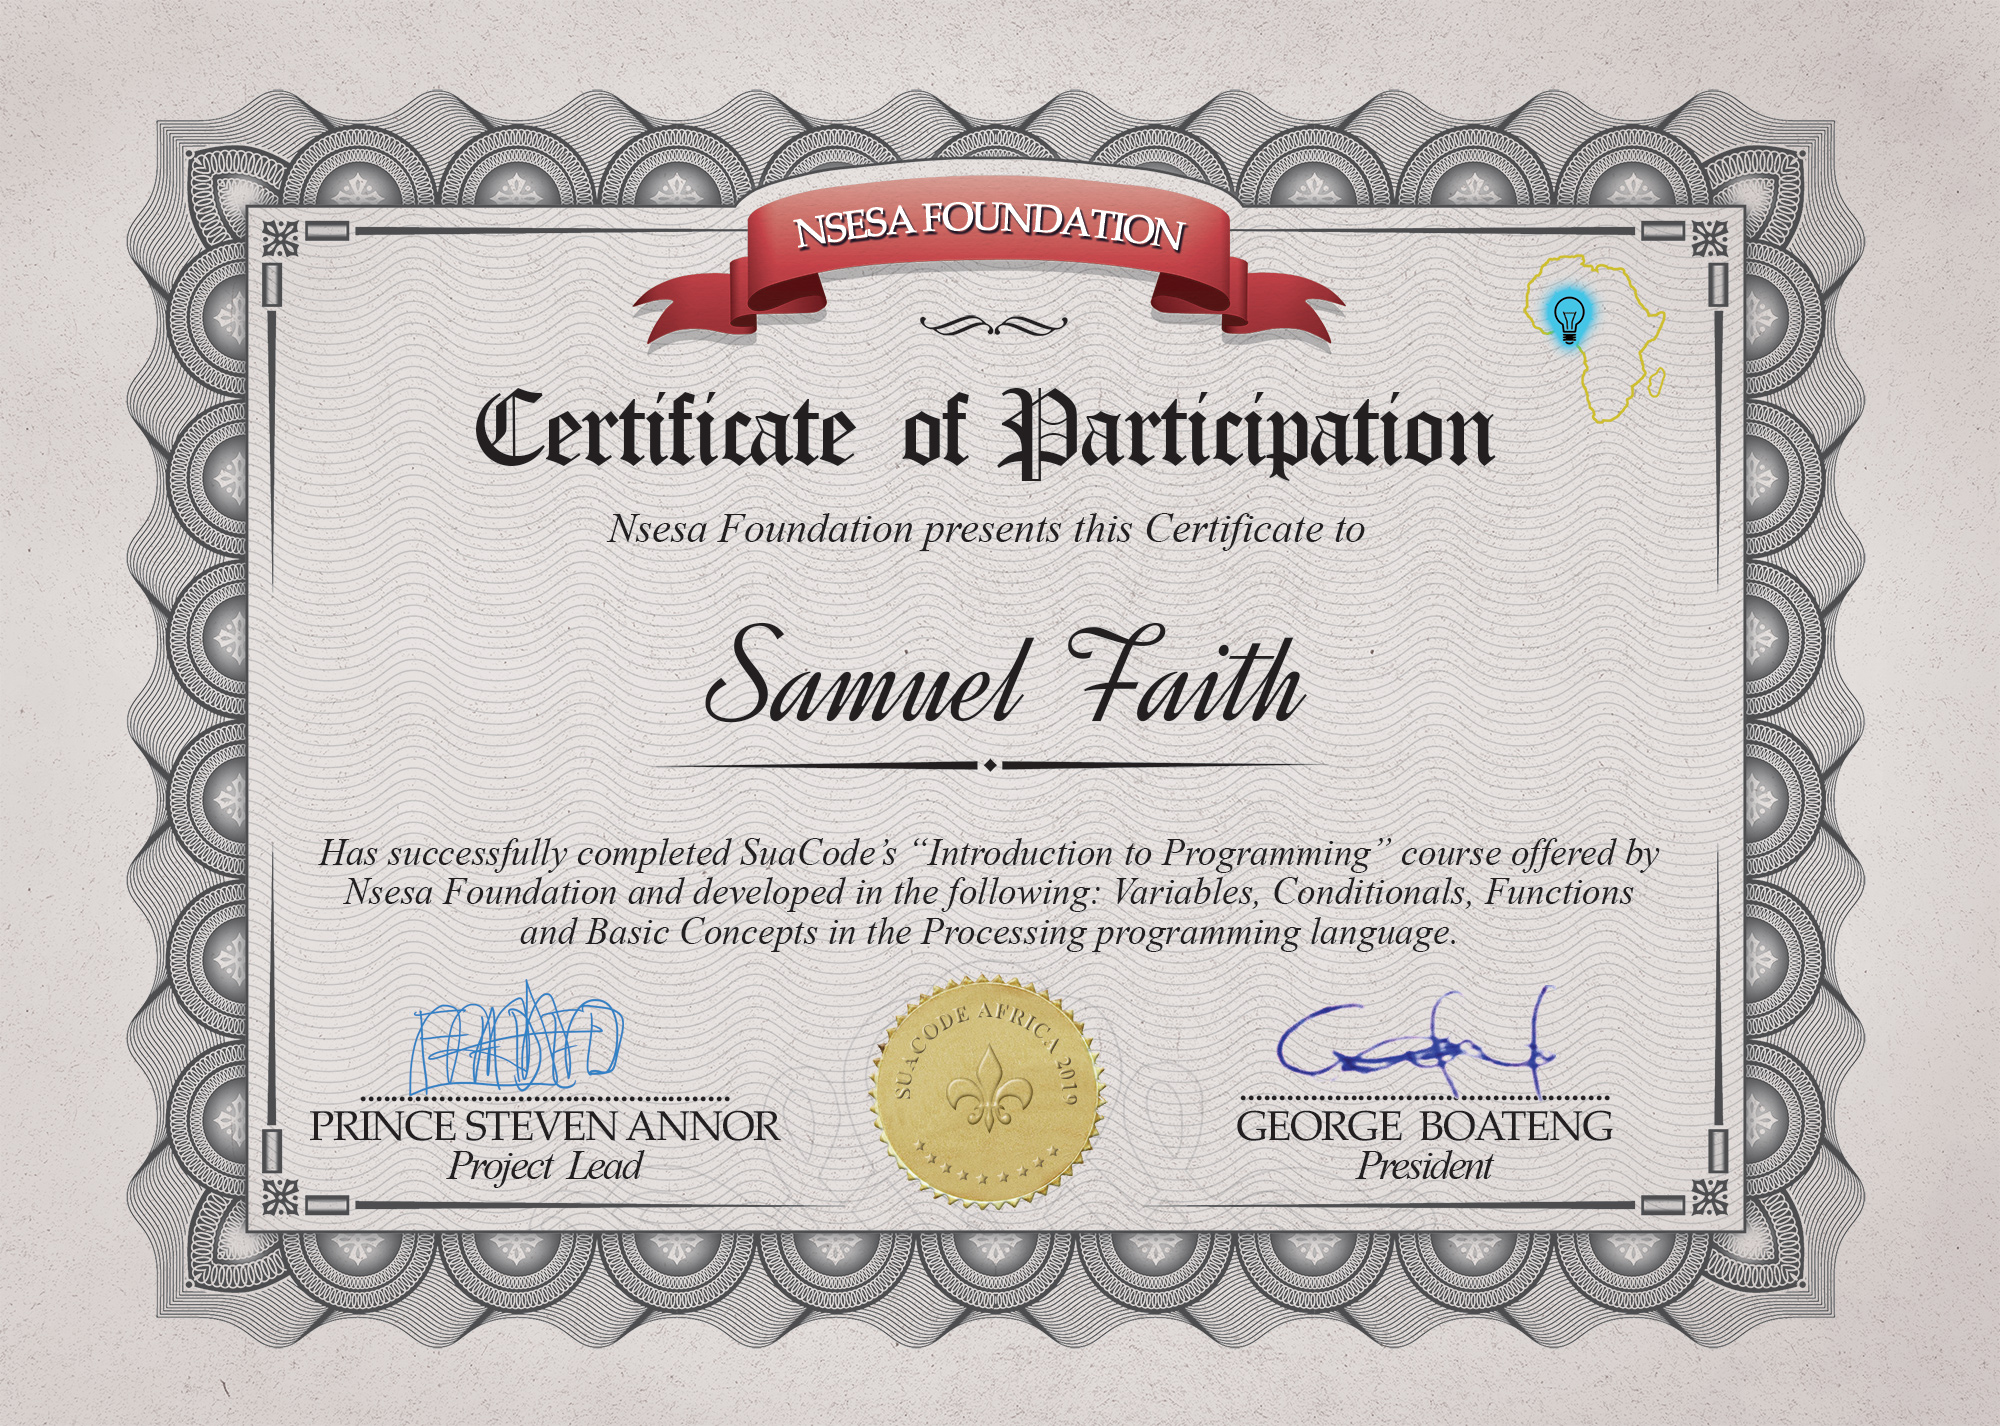 NSESA FOUNDATION
Certificate of Participation
Nsesa Foundation presents this Certificate to
Samuel Faith
Has successfully completed SuaCode’s “Introduction to Programming” course offered by
Nsesa Foundation and developed in the following: Variables, Conditionals, Functions
and Basic Concepts in the Processing programming language.
SUACODE AFRICA 2019
PRINCE STEVEN ANNOR
Project Lead
GEORGE BOATENG
President